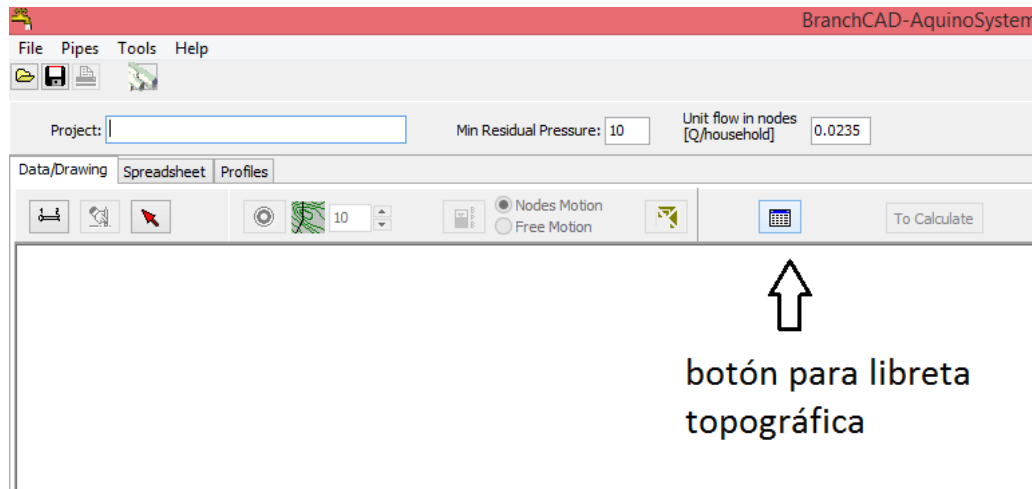 BranchCAD-AquinoSystem
File Pipes Tools Help
Project:
Min Residual Pressure: 10
Unit flow in nodes
[Q/household] 0.0235
Data/Drawing Spreadsheet Profiles
10
Nodes Motion
Free Motion
To Calculate
botón para libreta
topográfica